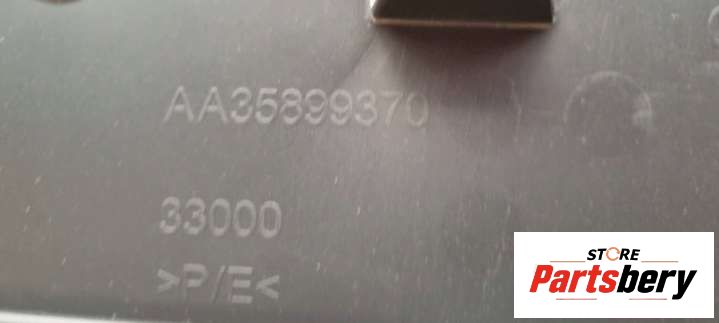 AA35899370
33000
>P/E<
STORE
Partsbery